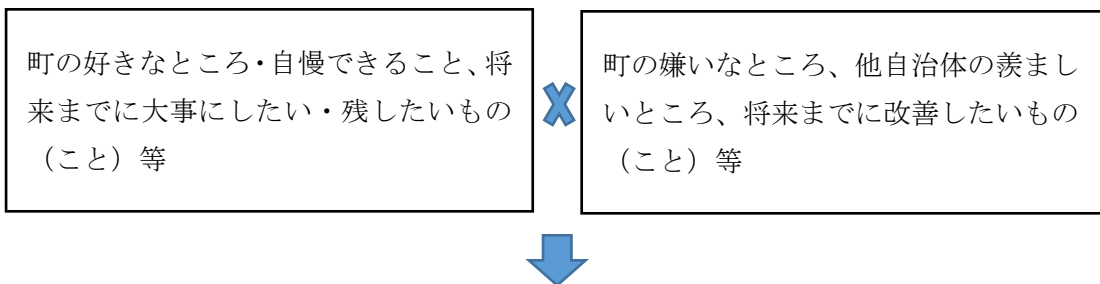 町の好きなところ・自慢できること、将
来までに大事にしたい・残したいもの
（こと）等
町の嫌いなところ、他自治体の羨まし
いところ、将来までに改善したいもの
（こと）等